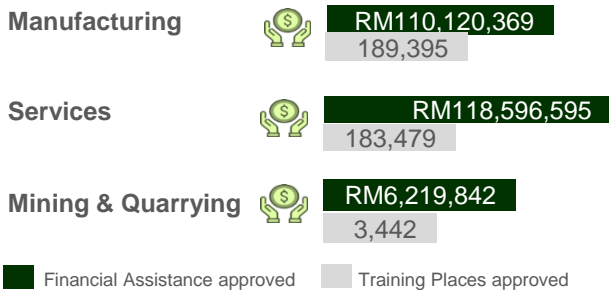 Manufacturing
$
RM110,120,369
189,395
Services
$
RM118,596,595
183,479
Mining & Quarrying
$
RM6,219,842
3,442
Financial Assistance approved
Training Places approved